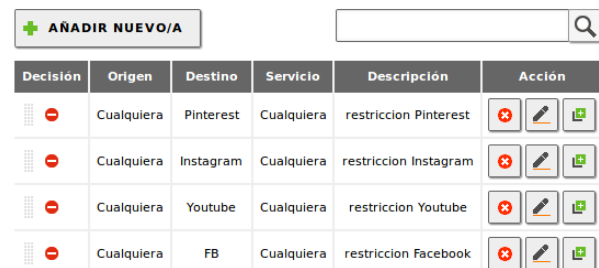 AÑADIR NUEVO/A
Decisión Origen Destino Servicio Descripción Acción
Cualquiera Pinterest Cualquiera restriccion Pinterest
Cualquiera Instagram Cualquiera restriccion Instagram
Cualquiera Youtube Cualquiera restriccion Youtube
Cualquiera FB Cualquiera restriccion Facebook